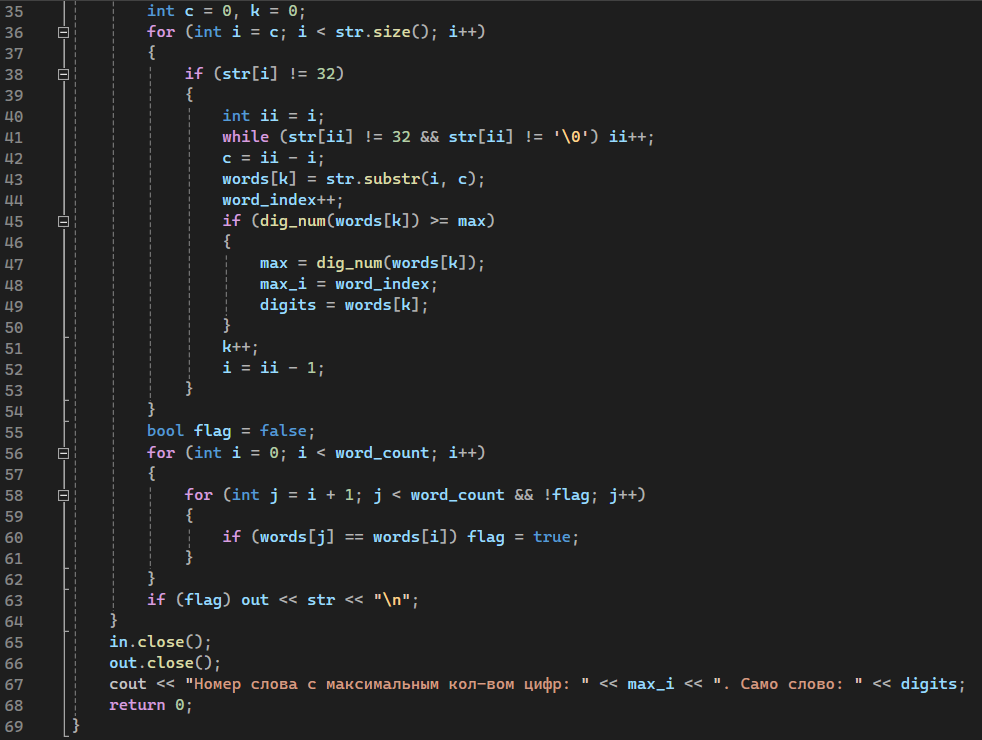 35 int c = 0, k = 0;
36 for (int i = c; i < str.size(); i++)
37 {
38 if (str[i] != 32)
39 {
40 int ii = i;
41 while (str[ii] != 32 && str[ii] != '\0') ii++;
42 c = ii - i;
43 words[k] = str.substr(i, c);
44 word_index++;
45 if (dig_num(words[k]) >= max)
46 {
47 max = dig_num(words[k]);
48 max_i = word_index;
49 digits = words[k];
50 }
51 k++;
52 i = ii - 1;
53 }
54 }
55 bool flag = false;
56 for (int i = 0; i < word_count; i++)
57 {
58 for (int j = i + 1; j < word_count && !flag; j++)
59 {
60 if (words[j] == words[i]) flag = true;
61 }
62 }
63 if (flag) out << str << "\n";
64 }
65 in.close();
66 out.close();
67 cout << "Номер слова с максимальным кол-вом цифр: " << max_i << ". Само слово: " << digits;
68 return 0;
69 }